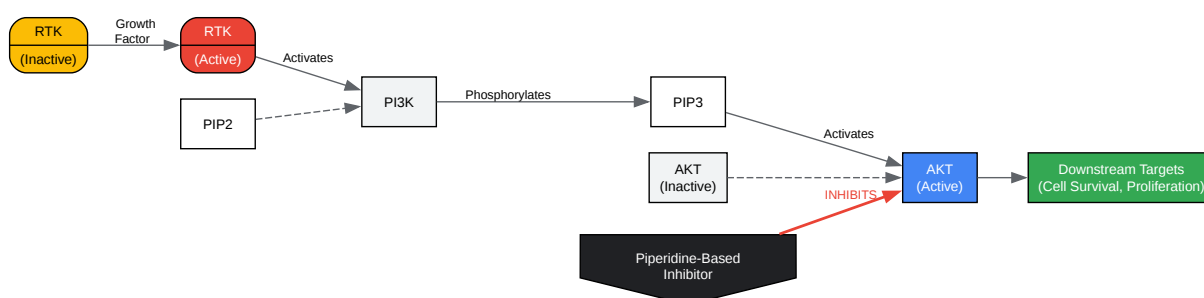 RTK
(Inactive)
Growth
Factor
RTK
(Active)
Activates
PIP2
PI3K
Phosphorylates
PIP3
Activates
AKT
(Inactive)
AKT
(Active)
INHIBITS
Downstream Targets
(Cell Survival, Proliferation)
Piperidine-Based
Inhibitor